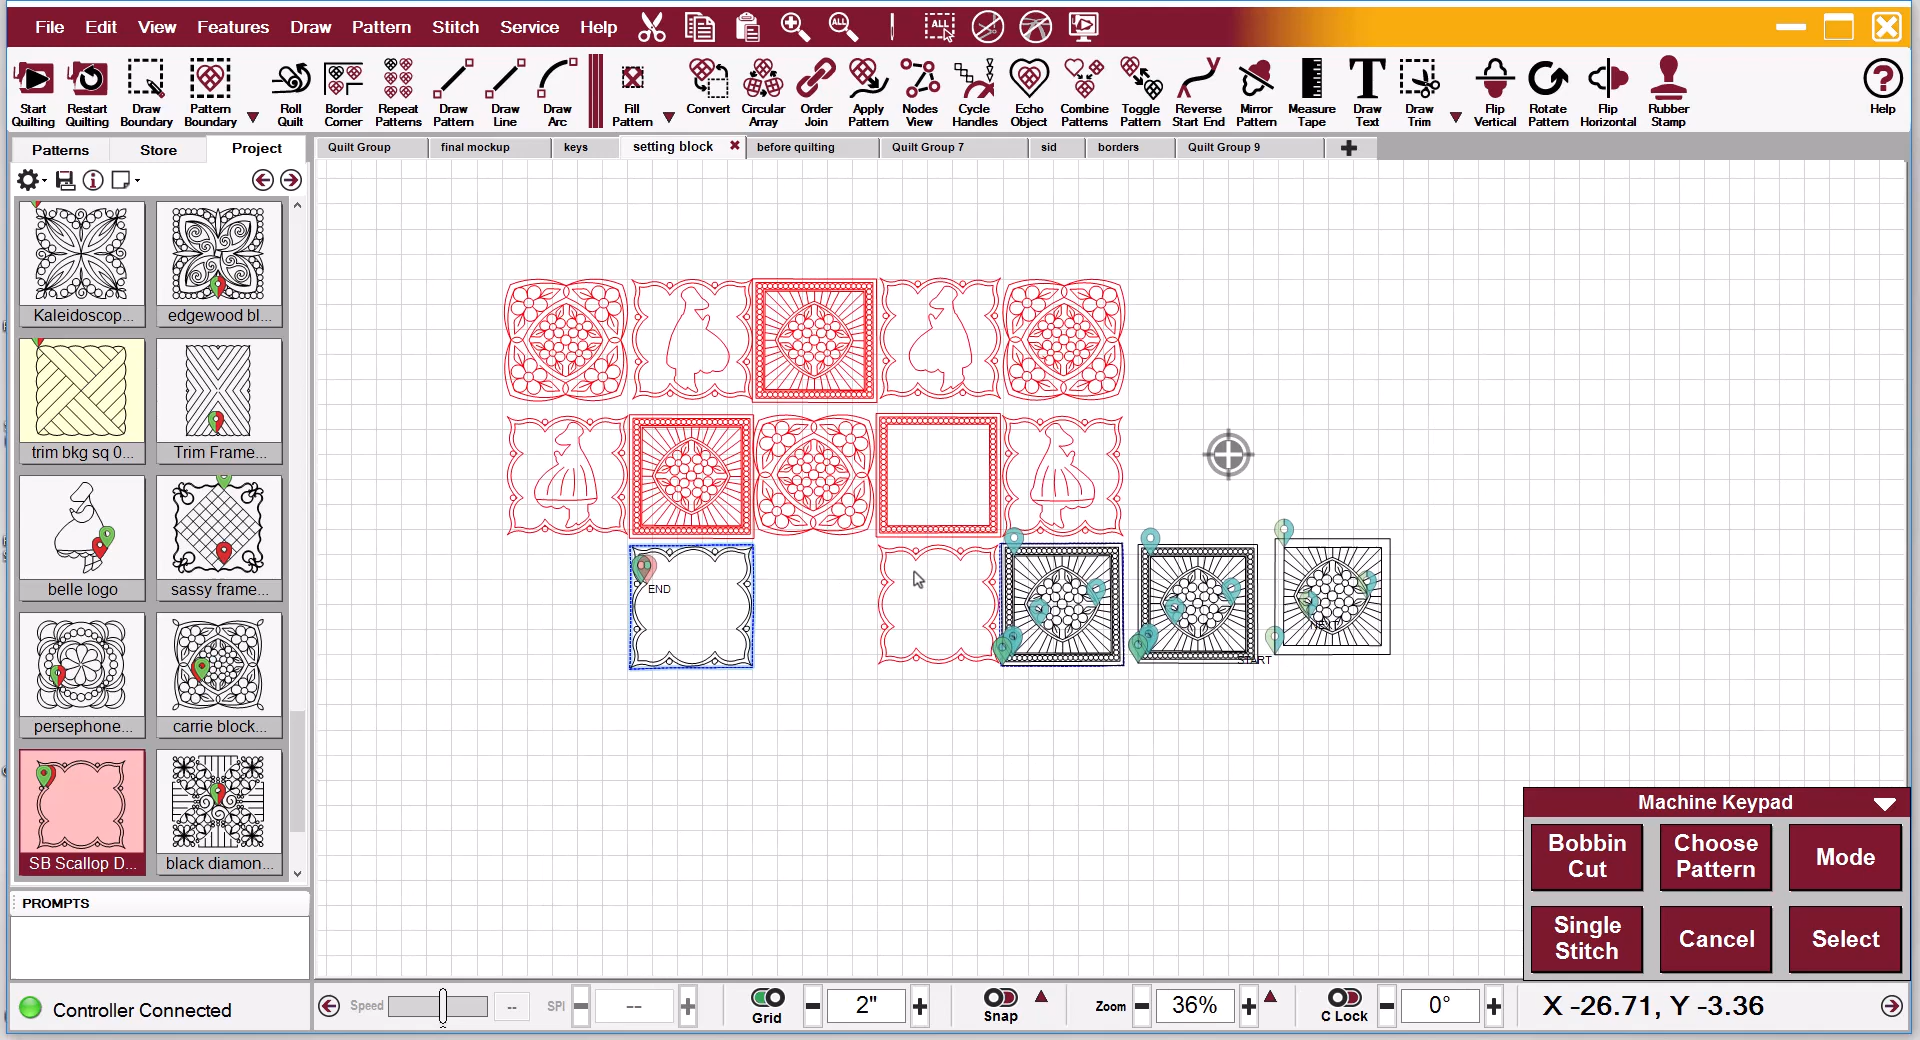 File Edit View Features Draw Pattern Stitch Service Help ALL ALL
Start Quilting
Restart Quilting
Draw Boundary
Pattern Boundary
Roll Quilt
Border Corner
Repeat Patterns
Draw Pattern
Draw Line
Draw Arc
Fill Pattern
Convert
Circular Array
Order Join
Apply Pattern
Nodes View
Cycle Handles
Echo Object
Combine Patterns
Toggle Pattern
Reverse Start End
Mirror Pattern
Measure Tape
Draw Text
Draw Trim
Flip Vertical
Rotate Pattern
Flip Horizontal
Rubber Stamp
Help
Patterns Store Project
Quilt Group final mockup keys setting block before quilting Quilt Group 7 sid borders Quilt Group 9
Kaleidoscop... edgewood bl...
trim bkg sq 0... Trim Frame...
belle logo sassy frame...
persephone... carrie block...
SB Scallop D... black diamon...
END
START
NEXT
PROMPTS
Machine Keypad
Bobbin Cut
Choose Pattern
Mode
Single Stitch
Cancel
Select
Controller Connected
Speed -- SPI -- Grid 2" Snap Zoom 36% C Lock 0° X -26.71, Y -3.36